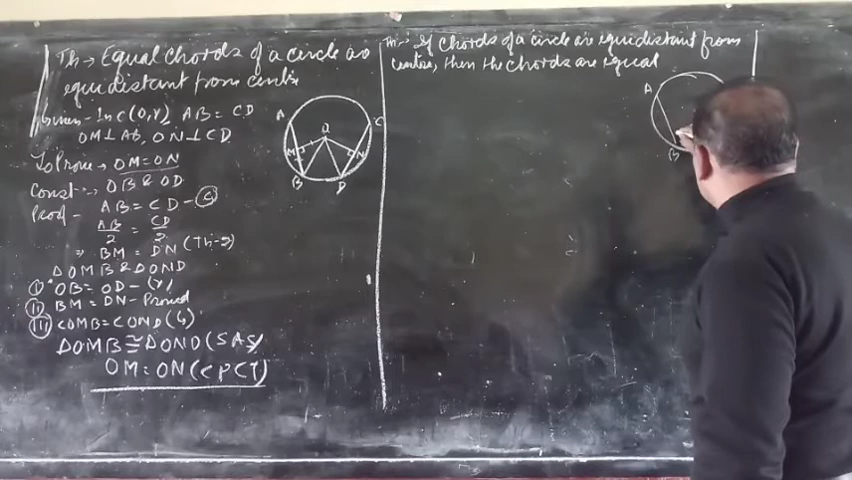 Th → Equal chords of a circle are
equidistant from centre
Given - In C(O,r) AB = CD
OM ⊥ AB, ON ⊥ CD
To Prove → OM = ON
Const → OB & OD
Proof - AB = CD - G
AB/2 = CD/2
⇒ BM = DN (Th-3)
Δ OMB & Δ OND
(i) OB = OD - (r)
(ii) BM = DN - Proved
(iii) ∠OMB = ∠OND (G)
ΔOMB ≅ ΔOND (SAS)
OM = ON (CPCT)
A
C
O
M
N
B
D
Th → If chords of a circle are equidistant from
centre, then the chords are equal
A
B